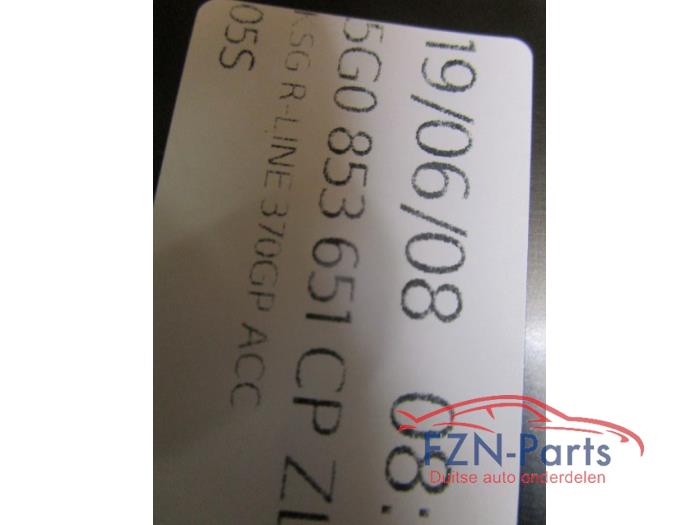 19/06/08 08:
5G0 853 651 CP ZL
KSG R-LINE 370GP ACC
05S
FZN-Parts
Duitse auto onderdelen